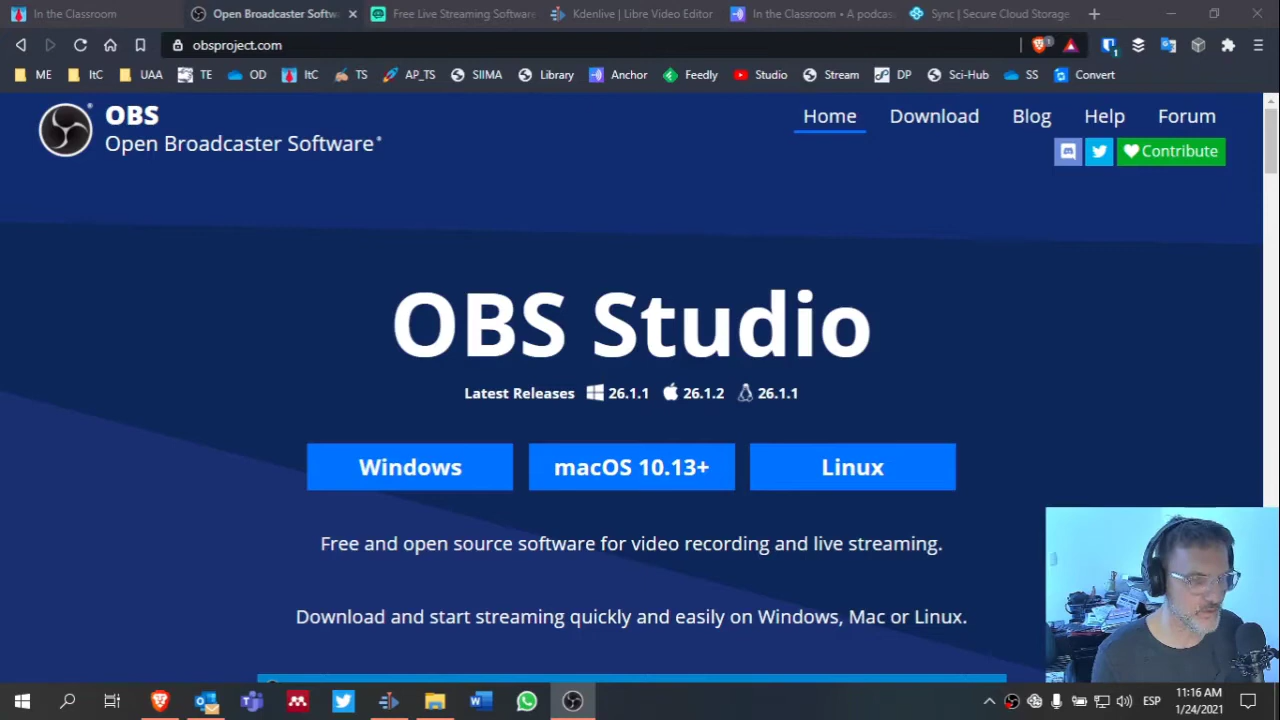 In the Classroom
Open Broadcaster Softw
Free Live Streaming Software
Kdenlive | Libre Video Editor
In the Classroom • A podcas
Sync | Secure Cloud Storage
obsproject.com
1
1
ME
ItC
UAA
TE
OD
ItC
TS
AP_TS
SIIMA
Library
Anchor
Feedly
Studio
Stream
DP
Sci-Hub
SS
Convert
OBS
Open Broadcaster Software
Home
Download
Blog
Help
Forum
Contribute
OBS Studio
Latest Releases 26.1.1 26.1.2 26.1.1
Windows
macOS 10.13+
Linux
Free and open source software for video recording and live streaming.
Download and start streaming quickly and easily on Windows, Mac or Linux.
ESP
11:16 AM
1/24/2021